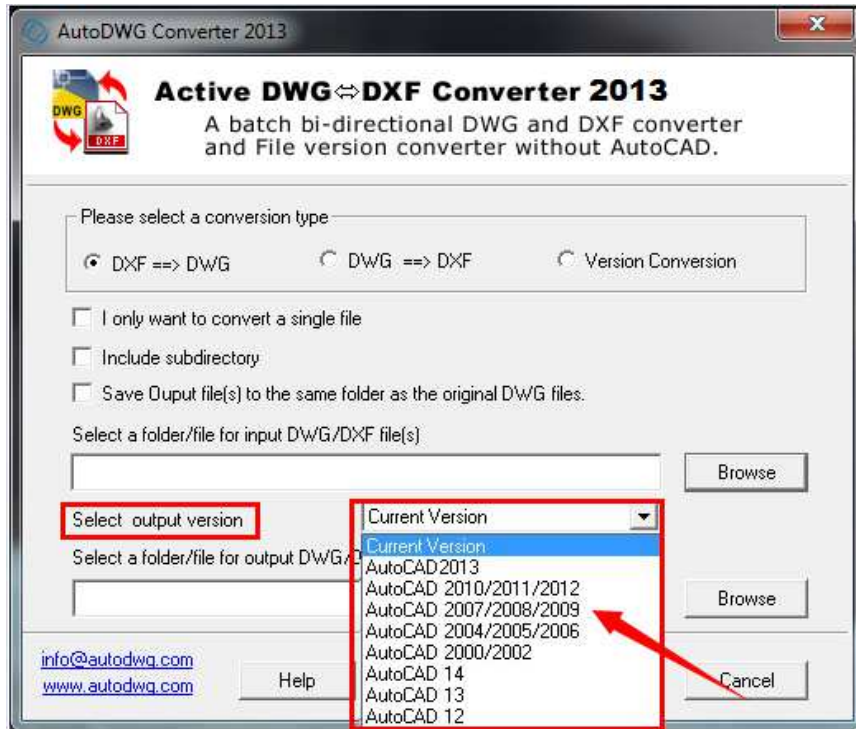 AutoDWG Converter 2013
DWG
DXF
Active DWG⇔DXF Converter 2013
A batch bi-directional DWG and DXF converter
and File version converter without AutoCAD.
Please select a conversion type
DXF ==> DWG
DWG ==> DXF
Version Conversion
I only want to convert a single file
Include subdirectory
Save Ouput file(s) to the same folder as the original DWG files.
Select a folder/file for input DWG/DXF file(s)
Browse
Select output version
Current Version
Current Version
AutoCAD2013
AutoCAD 2010/2011/2012
AutoCAD 2007/2008/2009
AutoCAD 2004/2005/2006
AutoCAD 2000/2002
AutoCAD 14
AutoCAD 13
AutoCAD 12
Select a folder/file for output DWG/
Browse
info@autodwg.com
www.autodwg.com
Help
Cancel